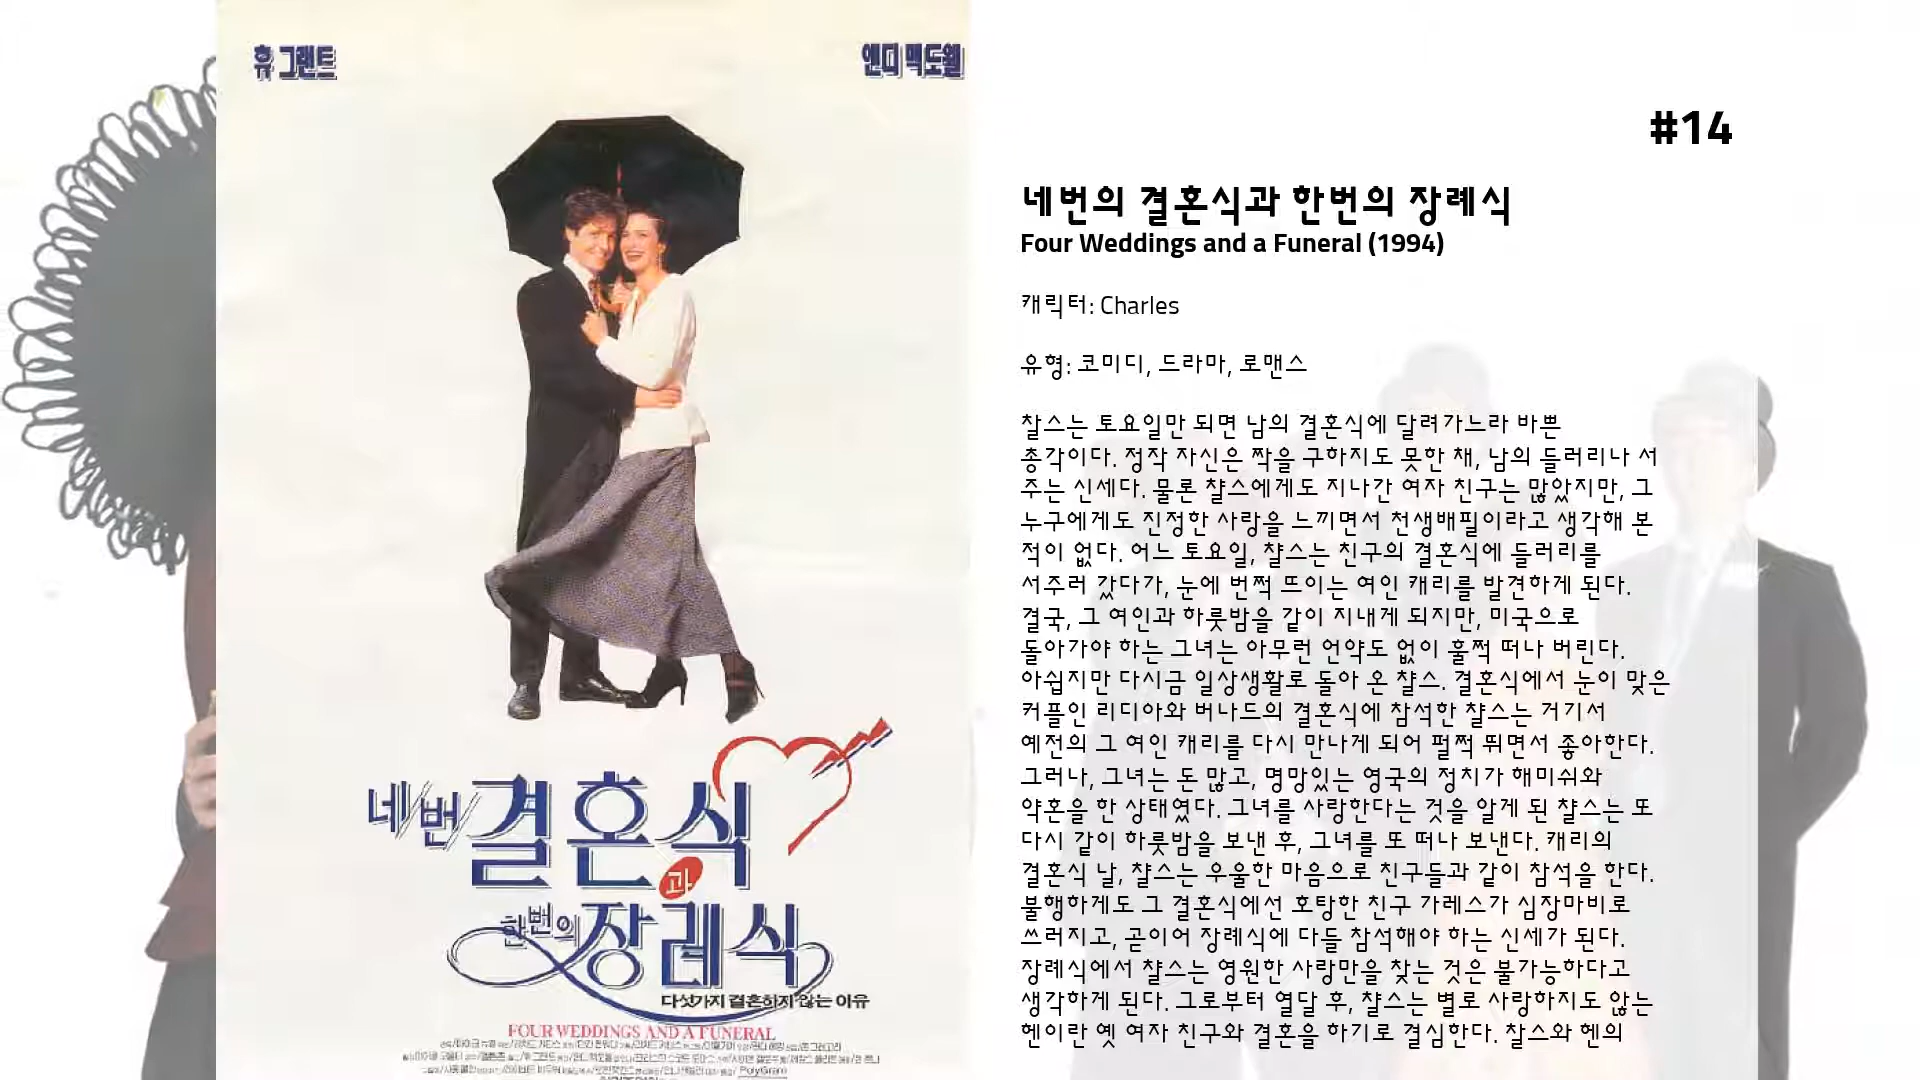 휴 그랜트
앤디 맥도웰
네번 결혼식
과
한번의 장례식
다섯가지 결혼하지 않는 이유
FOUR WEDDINGS AND A FUNERAL
PolyGram
#14
네번의 결혼식과 한번의 장례식
Four Weddings and a Funeral (1994)
캐릭터: Charles
유형: 코미디, 드라마, 로맨스
찰스는 토요일만 되면 남의 결혼식에 달려가느라 바쁜
총각이다. 정작 자신은 짝을 구하지도 못한 채, 남의 들러리나 서
주는 신세다. 물론 챨스에게도 지나간 여자 친구는 많았지만, 그
누구에게도 진정한 사랑을 느끼면서 천생배필이라고 생각해 본
적이 없다. 어느 토요일, 챨스는 친구의 결혼식에 들러리를
서주러 갔다가, 눈에 번쩍 뜨이는 여인 캐리를 발견하게 된다.
결국, 그 여인과 하룻밤을 같이 지내게 되지만, 미국으로
돌아가야 하는 그녀는 아무런 언약도 없이 훌쩍 떠나 버린다.
아쉽지만 다시금 일상생활로 돌아 온 챨스. 결혼식에서 눈이 맞은
커플인 리디아와 버나드의 결혼식에 참석한 챨스는 거기서
예전의 그 여인 캐리를 다시 만나게 되어 펄쩍 뛰면서 좋아한다.
그러나, 그녀는 돈 많고, 명망있는 영국의 정치가 해미쉬와
약혼을 한 상태였다. 그녀를 사랑한다는 것을 알게 된 챨스는 또
다시 같이 하룻밤을 보낸 후, 그녀를 또 떠나 보낸다. 캐리의
결혼식 날, 챨스는 우울한 마음으로 친구들과 같이 참석을 한다.
불행하게도 그 결혼식에선 호탕한 친구 가레스가 심장마비로
쓰러지고, 곧이어 장례식에 다들 참석해야 하는 신세가 된다.
장례식에서 챨스는 영원한 사랑만을 찾는 것은 불가능하다고
생각하게 된다. 그로부터 열달 후, 챨스는 별로 사랑하지도 않는
헨이란 옛 여자 친구와 결혼을 하기로 결심한다. 찰스와 헨의